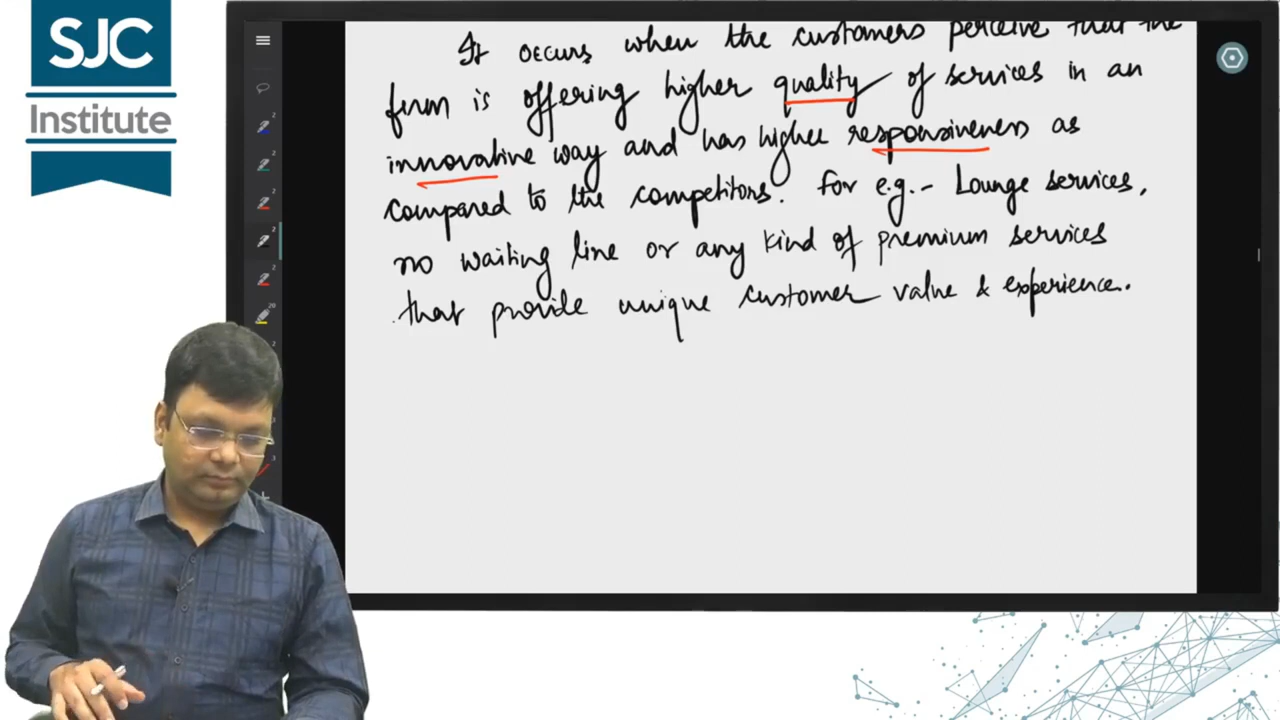 SJC
Institute
It occurs when the customers perceive that the
firm is offering higher quality of services in an
innovative way and has higher responsiveness as
compared to the competitors. For e.g.- Lounge services,
no waiting line or any kind of premium services
that provide unique customer value & experience.